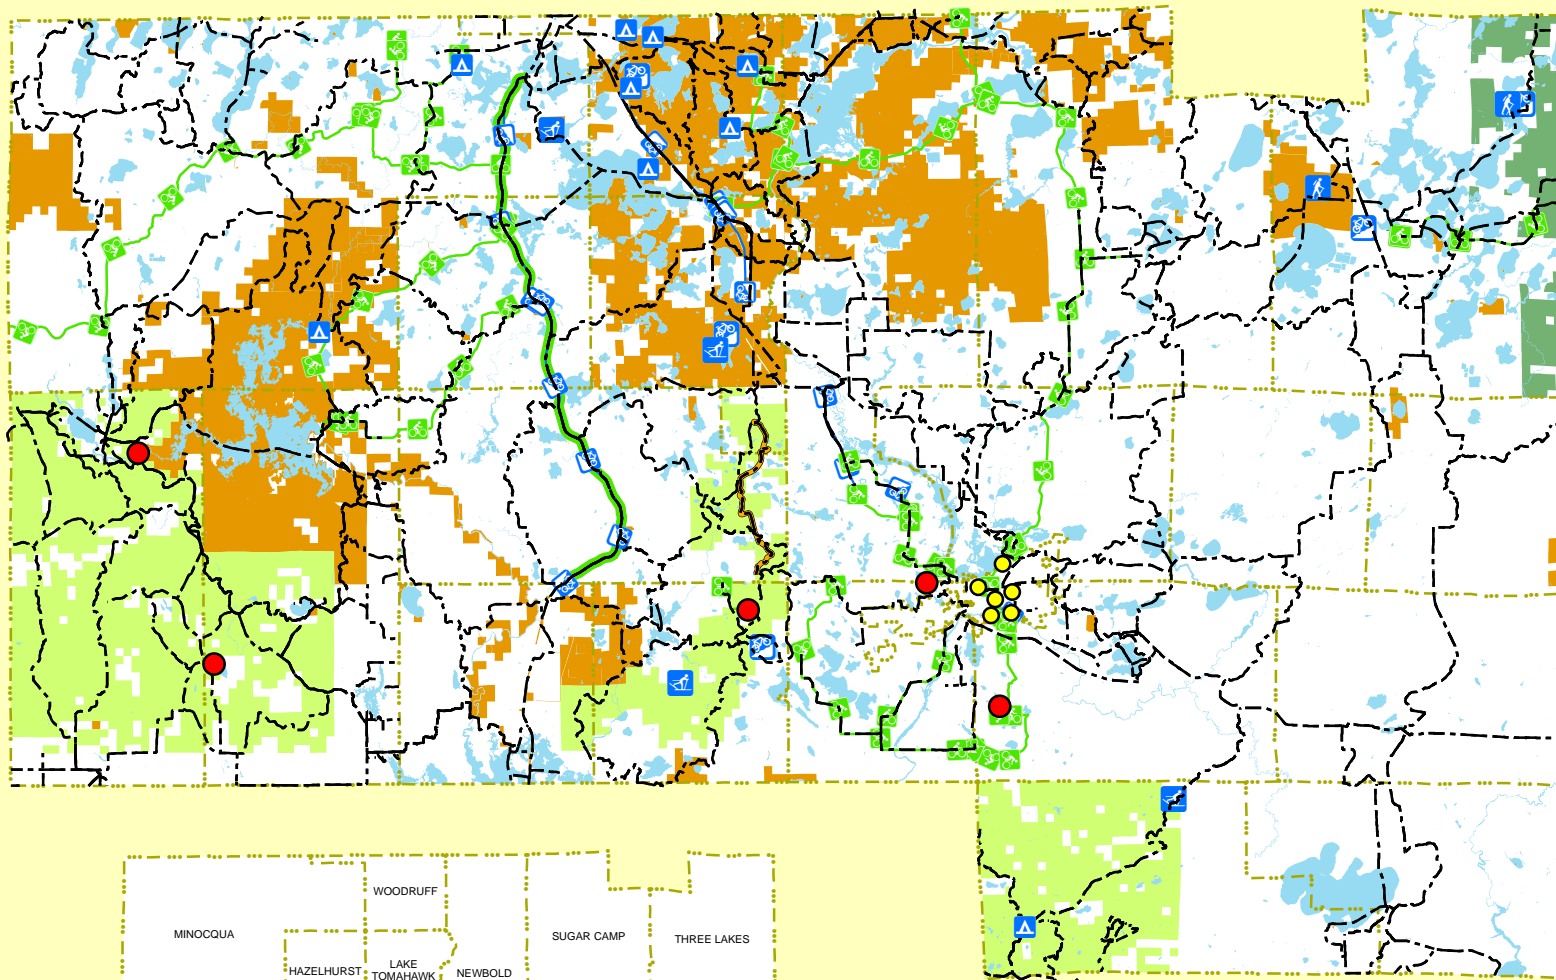 WOODRUFF
MINOCQUA
SUGAR CAMP
THREE LAKES
HAZELHURST
LAKE
TOMAHAWK
NEWBOLD